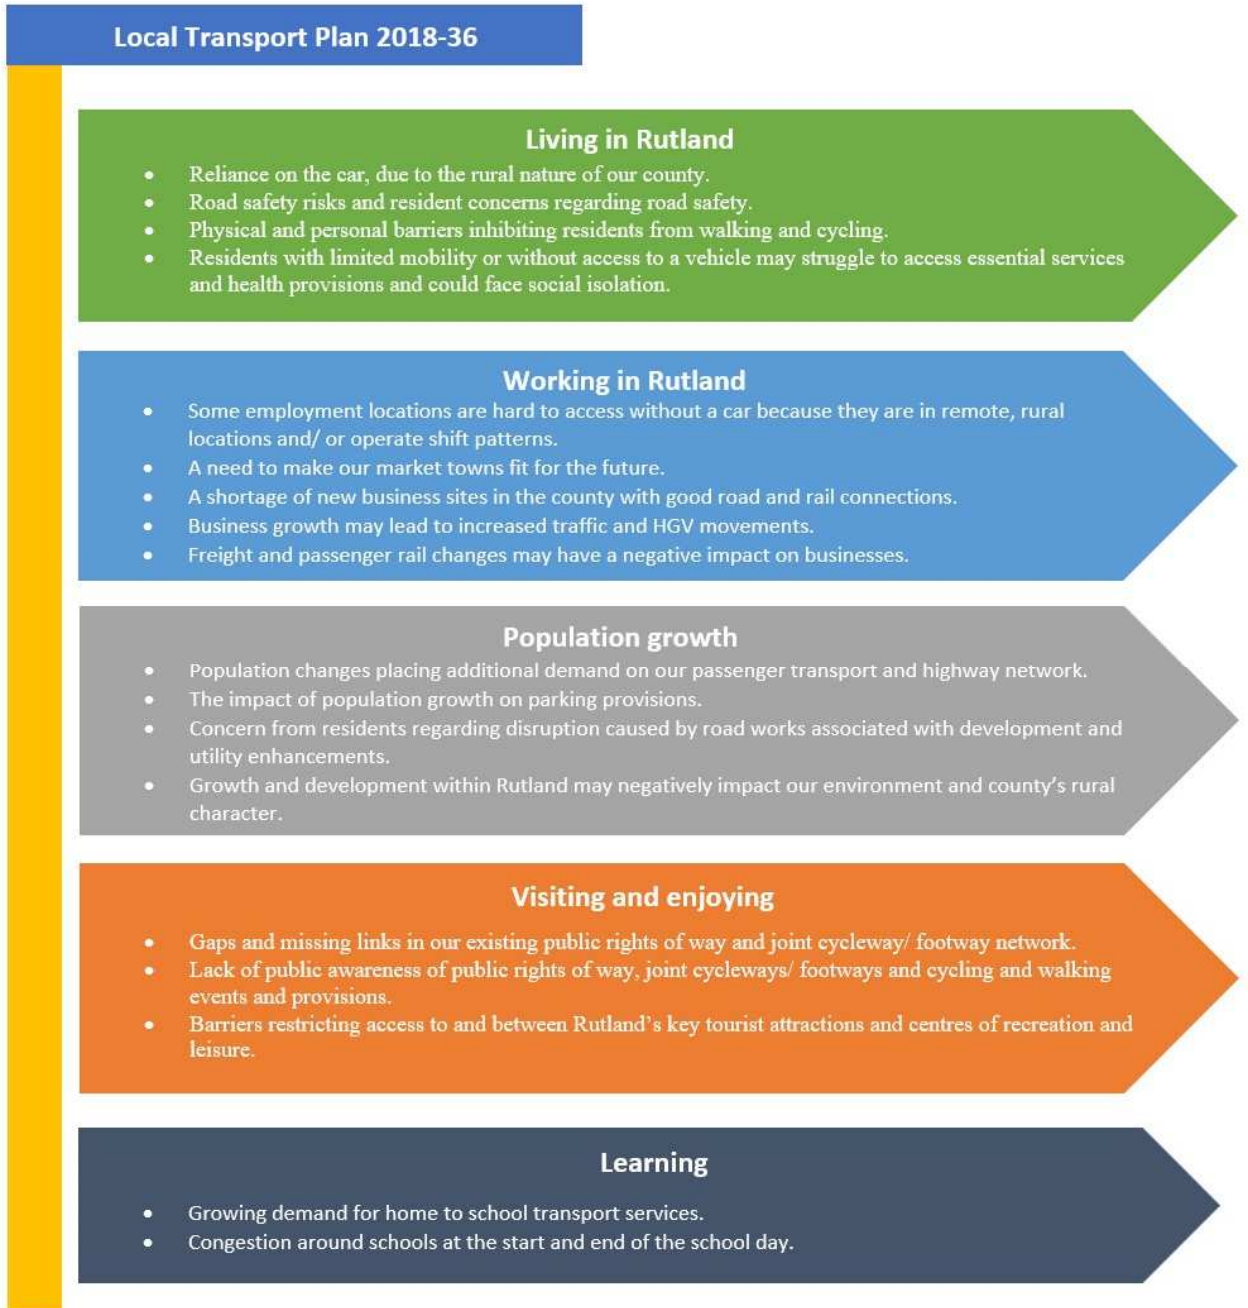 Local Transport Plan 2018-36
Living in Rutland
• Reliance on the car, due to the rural nature of our county.
• Road safety risks and resident concerns regarding road safety.
• Physical and personal barriers inhibiting residents from walking and cycling.
• Residents with limited mobility or without access to a vehicle may struggle to access essential services
and health provisions and could face social isolation.
Working in Rutland
• Some employment locations are hard to access without a car because they are in remote, rural
locations and/ or operate shift patterns.
• A need to make our market towns fit for the future.
• A shortage of new business sites in the county with good road and rail connections.
• Business growth may lead to increased traffic and HGV movements.
• Freight and passenger rail changes may have a negative impact on businesses.
Population growth
• Population changes placing additional demand on our passenger transport and highway network.
• The impact of population growth on parking provisions.
• Concern from residents regarding disruption caused by road works associated with development and
utility enhancements.
• Growth and development within Rutland may negatively impact our environment and county’s rural
character.
Visiting and enjoying
• Gaps and missing links in our existing public rights of way and joint cycleway/ footway network.
• Lack of public awareness of public rights of way, joint cycleways/ footways and cycling and walking
events and provisions.
• Barriers restricting access to and between Rutland’s key tourist attractions and centres of recreation and
leisure.
Learning
• Growing demand for home to school transport services.
• Congestion around schools at the start and end of the school day.